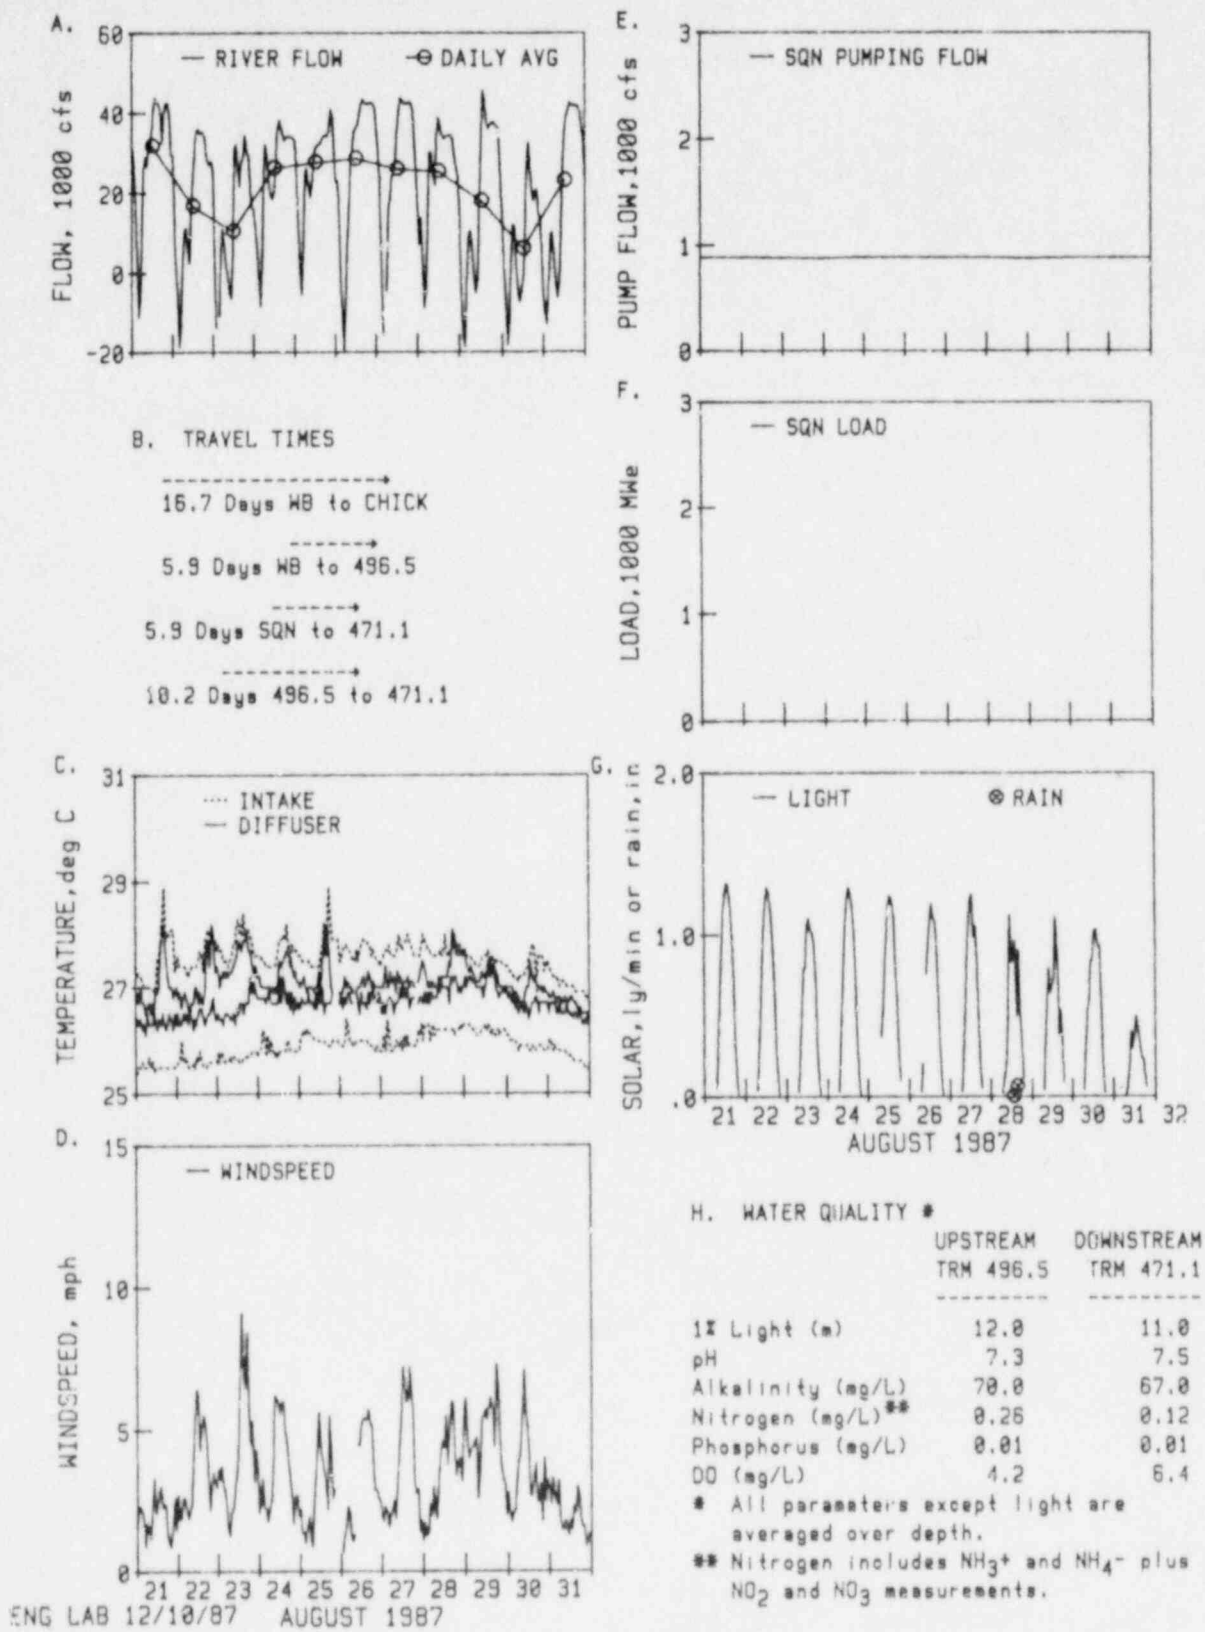 A.
60
40
20
0
-20
FLOW, 1000 cfs
— RIVER FLOW
DAILY AVG
B. TRAVEL TIMES
16.7 Days WB to CHICK
5.9 Days WB to 496.5
5.9 Days SQN to 471.1
10.2 Days 496.5 to 471.1
C.
31
29
27
25
TEMPERATURE, deg C
INTAKE
DIFFUSER
D.
15
10
5
0
WINDSPEED, mph
— WINDSPEED
21 22 23 24 25 26 27 28 29 30 31
ENG LAB 12/10/87 AUGUST 1987
E.
3
2
1
0
PUMP FLOW, 1000 cfs
— SQN PUMPING FLOW
F.
3
2
1
0
LOAD, 1000 MWe
— SQN LOAD
G.
2.0
1.0
.0
SOLAR, ly/min or rain, in
— LIGHT
⊗ RAIN
21 22 23 24 25 26 27 28 29 30 31 32
AUGUST 1987
H. WATER QUALITY *
UPSTREAM DOWNSTREAM
TRM 496.5 TRM 471.1
--------- ---------
1% Light (m) 12.0 11.0
pH 7.3 7.5
Alkalinity (mg/L) 70.0 67.0
Nitrogen (mg/L)** 0.26 0.12
Phosphorus (mg/L) 0.01 0.01
DO (mg/L) 4.2 6.4
* All parameters except light are
averaged over depth.
** Nitrogen includes NH3+ and NH4- plus
NO2 and NO3 measurements.